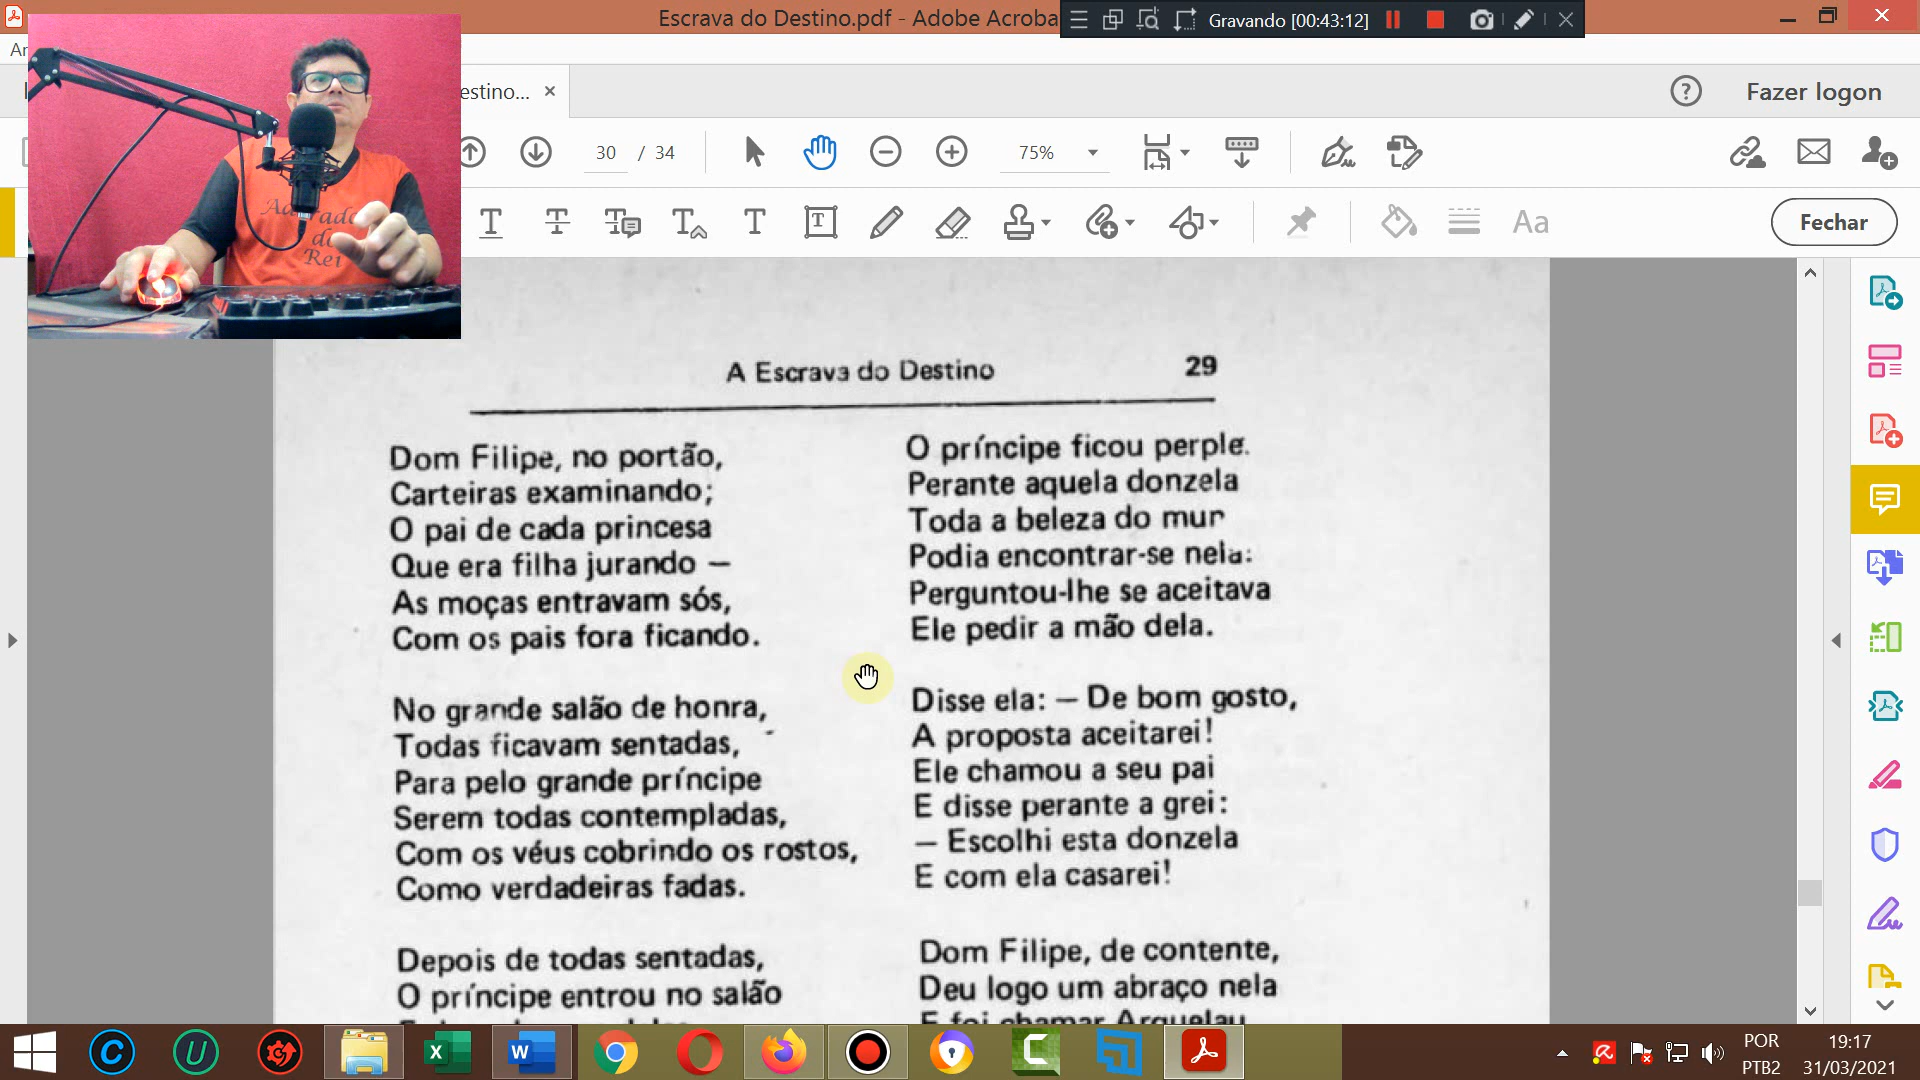 Escrava do Destino.pdf - Adobe Acroba
Gravando [00:43:12]
estino...
Fazer logon
30 / 34
75%
Fechar
Rei
A Escrava do Destino
29
Dom Filipe, no portão,
Carteiras examinando;
O pai de cada princesa
Que era filha jurando —
As moças entravam sós,
Com os pais fora ficando.
No grande salão de honra,
Todas ficavam sentadas,
Para pelo grande príncipe
Serem todas contempladas,
Com os véus cobrindo os rostos,
Como verdadeiras fadas.
Depois de todas sentadas,
O príncipe entrou no salão
O príncipe ficou perple
Perante aquela donzela
Toda a beleza do mun
Podia encontrar-se nela:
Perguntou-lhe se aceitava
Ele pedir a mão dela.
Disse ela: — De bom gosto,
A proposta aceitarei!
Ele chamou a seu pai
E disse perante a grei:
— Escolhi esta donzela
E com ela casarei!
Dom Filipe, de contente,
Deu logo um abraço nela
E foi chamar Arquelau
POR
PTB2
19:17
31/03/2021